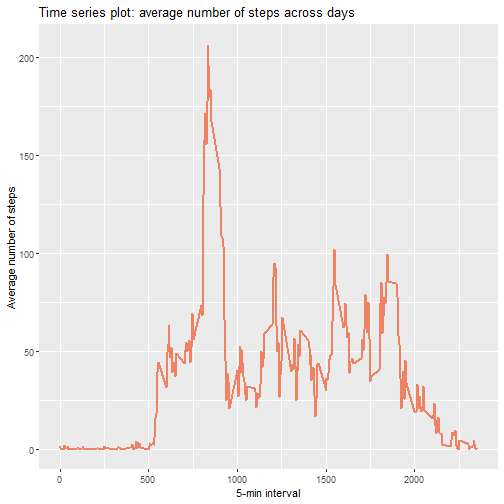 Time series plot: average number of steps across days
200
150
100
50
0
Average number of steps
0 500 1000 1500 2000
5-min interval